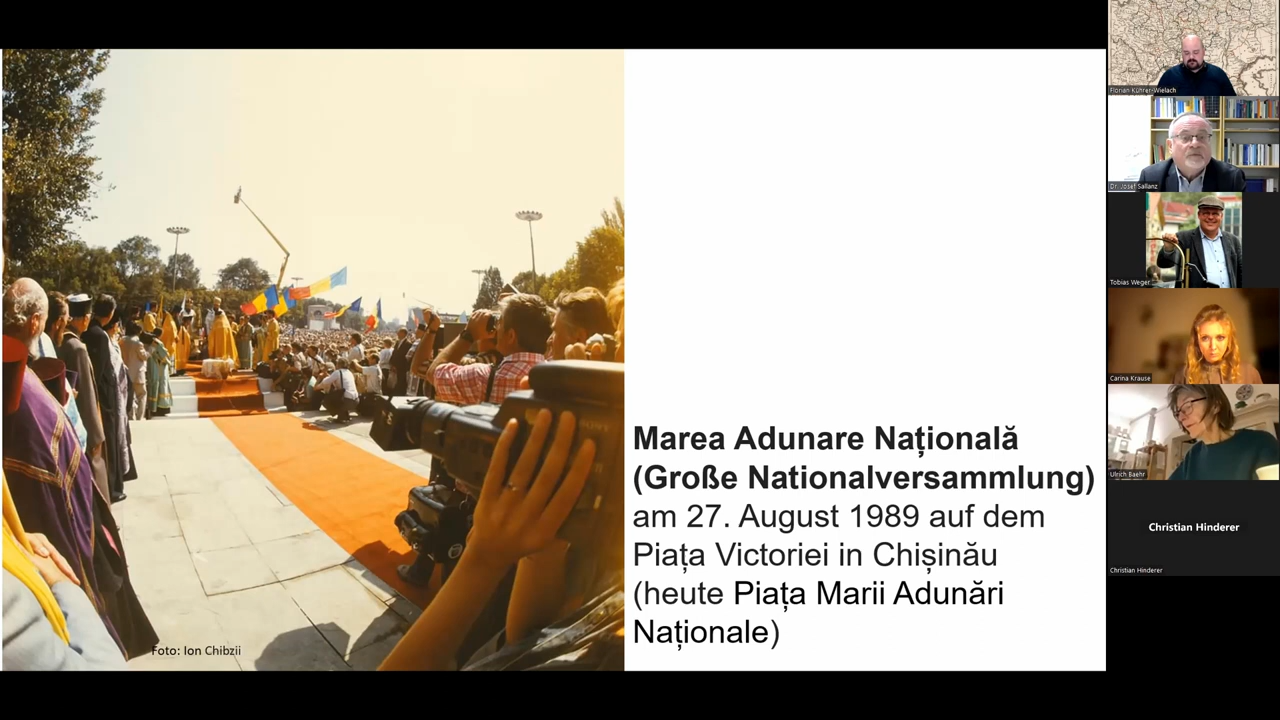 Marea Adunare Națională
(Große Nationalversammlung)
am 27. August 1989 auf dem
Piața Victoriei in Chișinău
(heute Piața Marii Adunări
Naționale)
Foto: Ion Chibzii
Florian Kührer-Wielach
Dr. Josef Sallanz
Tobias Weger
Carina Krause
Ulrich Baehr
Christian Hinderer
Christian Hinderer